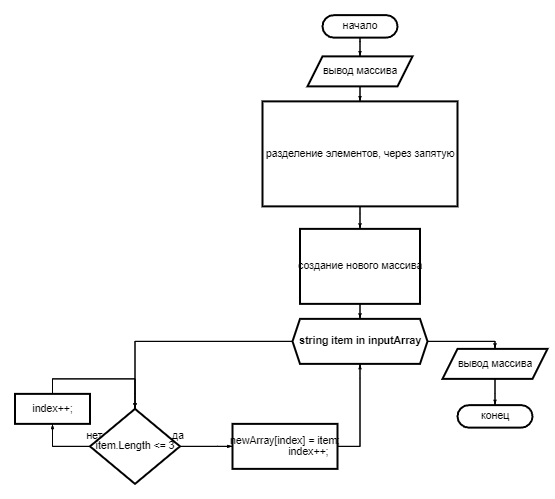 начало
вывод массива
разделение элементов, через запятую
создание нового массива
string item in inputArray
вывод массива
конец
index++;
нет
да
item.Length <= 3
newArray[index] = item;
index++;